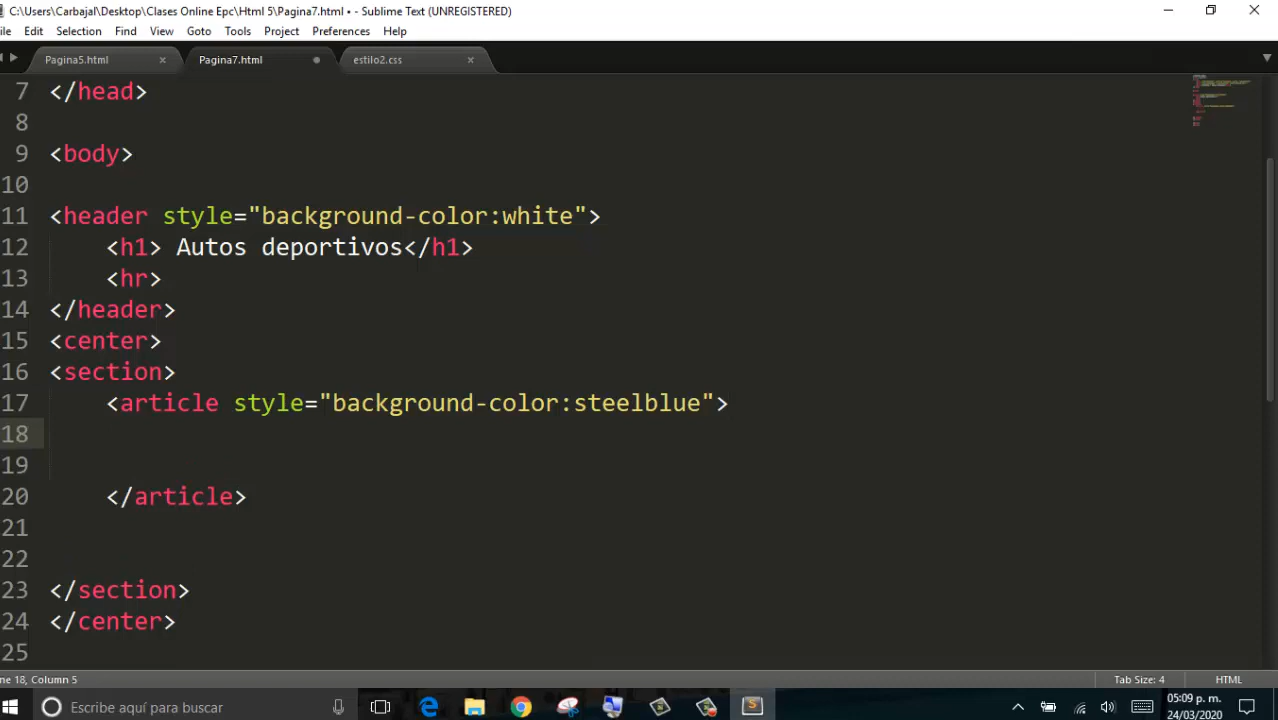 C:\Users\Carbajal\Desktop\Clases Online Epc\Html 5\Pagina7.html • - Sublime Text (UNREGISTERED)
ile Edit Selection Find View Goto Tools Project Preferences Help
Pagina5.html × Pagina7.html estilo2.css ×
7 </head>
8
9 <body>
10
11 <header style="background-color:white">
12 <h1> Autos deportivos</h1>
13 <hr>
14 </header>
15 <center>
16 <section>
17 <article style="background-color:steelblue">
18
19
20 </article>
21
22
23 </section>
24 </center>
25
ine 18, Column 5 Tab Size: 4 HTML
Escribe aquí para buscar
05:09 p. m.
24/03/2020